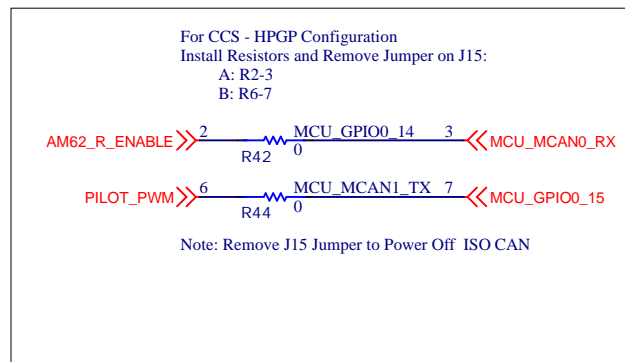 For CCS - HPGP Configuration
Install Resistors and Remove Jumper on J15:
A: R2-3
B: R6-7
AM62_R_ENABLE 2 R42 0 MCU_GPIO0_14 3 MCU_MCAN0_RX
PILOT_PWM 6 R44 0 MCU_MCAN1_TX 7 MCU_GPIO0_15
Note: Remove J15 Jumper to Power Off ISO CAN